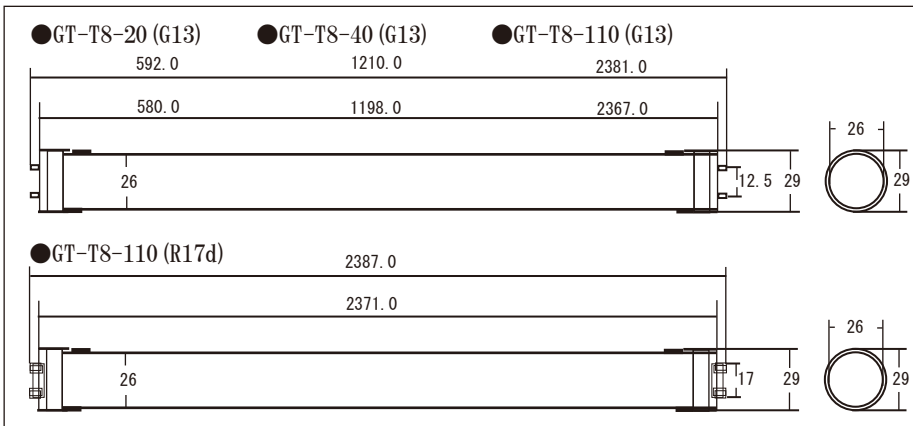 ●GT-T8-20 (G13) ●GT-T8-40 (G13) ●GT-T8-110 (G13)
592.0 1210.0 2381.0
580.0 1198.0 2367.0
26
26 12.5 29 29
●GT-T8-110 (R17d)
2387.0
2371.0
26
26 17 29 29